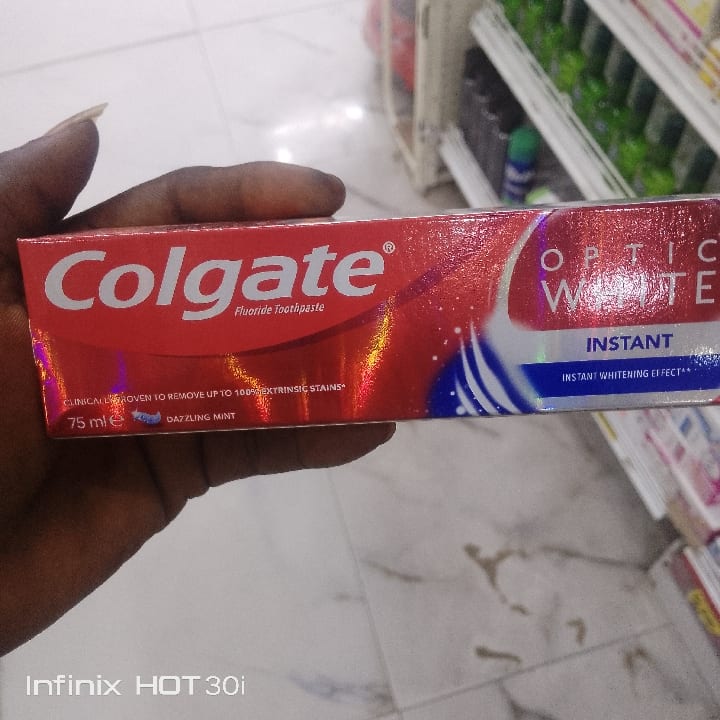 Colgate®
Fluoride Toothpaste
CLINICALLY PROVEN TO REMOVE UP TO 100% EXTRINSIC STAINS*
75 ml ℮
DAZZLING MINT
OPTIC
WHITE
INSTANT
INSTANT WHITENING EFFECT**
Infinix HOT 30i